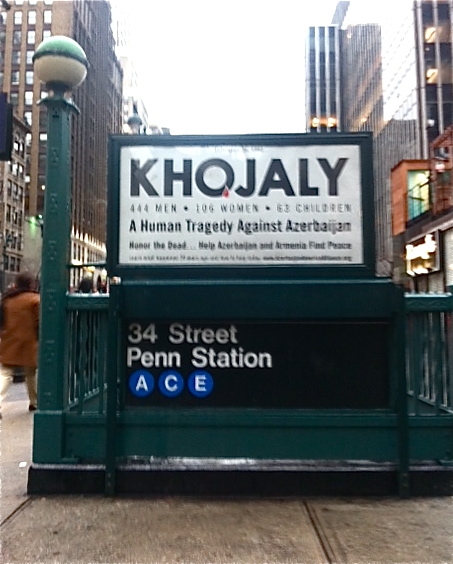 KHOJALY
444 MEN • 106 WOMEN • 63 CHILDREN
A Human Tragedy Against Azerbaijan
Honor the Dead... Help Azerbaijan and Armenia Find Peace
34 Street
Penn Station
A C E